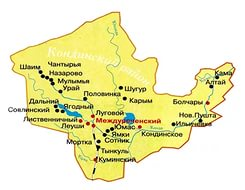 Кондинский район
Шаим
Чантырья
Назарово
Мулымья
Урай
Половинка
Шугур
Карым
Дальний
Ягодный
Совлинский
Луговой
Лиственничный
Междуреченский
Леуши
Юмас
Ямки
Сотник
Мортка
Тынкуль
Куминский
Кондинское
Ильичёвка
Нов.Пушта
Болчары
Алтай
Кама